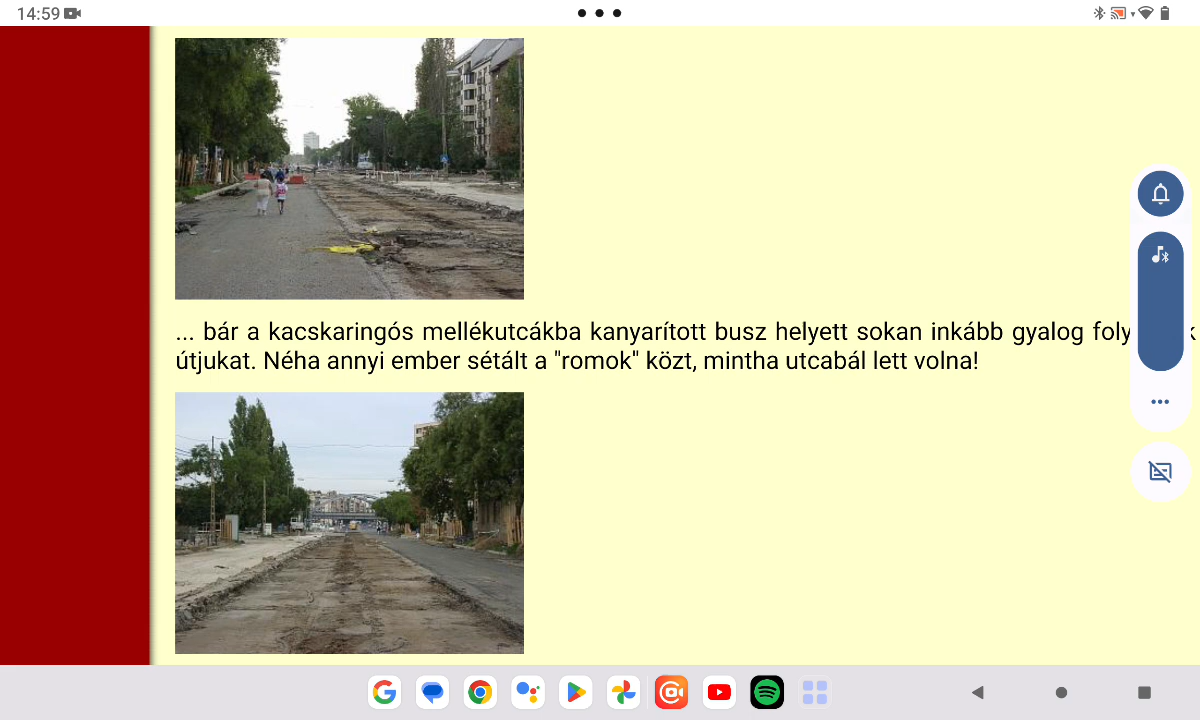 14:59
... bár a kacskaringós mellékutcákba kanyarított busz helyett sokan inkább gyalog
útjukat. Néha annyi ember sétált a "romok" közt, mintha utcabál lett volna!